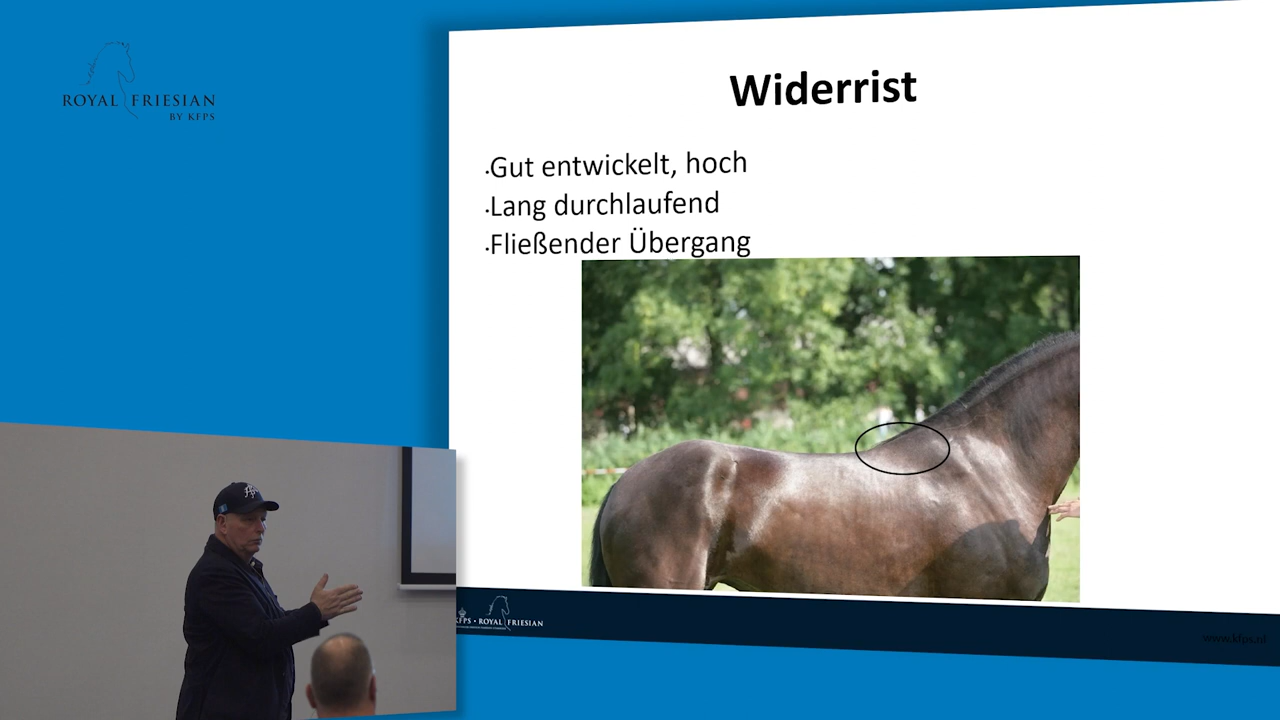 ROYAL FRIESIAN
BY KFPS
Widerrist
·Gut entwickelt, hoch
·Lang durchlaufend
·Fließender Übergang
KFPS • ROYAL FRIESIAN
www.kfps.nl